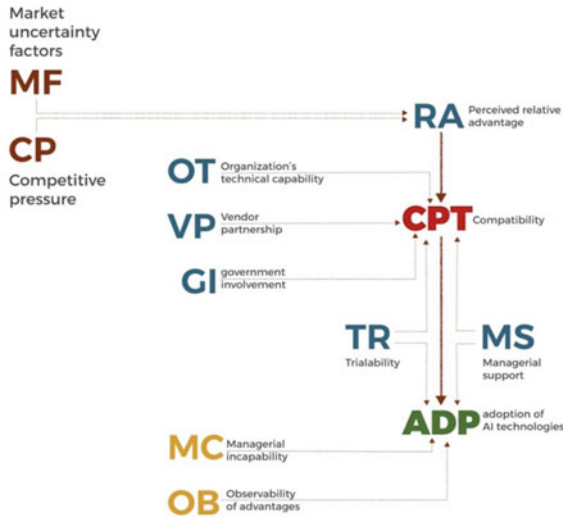 Market
uncertainty
factors
MF
CP
Competitive
pressure
RA Perceived relative
advantage
OT Organization's
technical capability
CPT Compatibility
VP Vendor
partnership
GI government
involvement
TR
Trialability
MS
Managerial
support
ADP adoption of
AI technologies
MC Managerial
incapability
OB Observability
of advantages